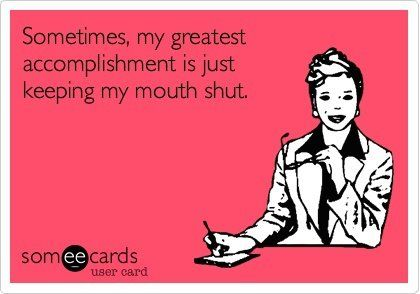 Sometimes, my greatest
accomplishment is just
keeping my mouth shut.
someecards
user card